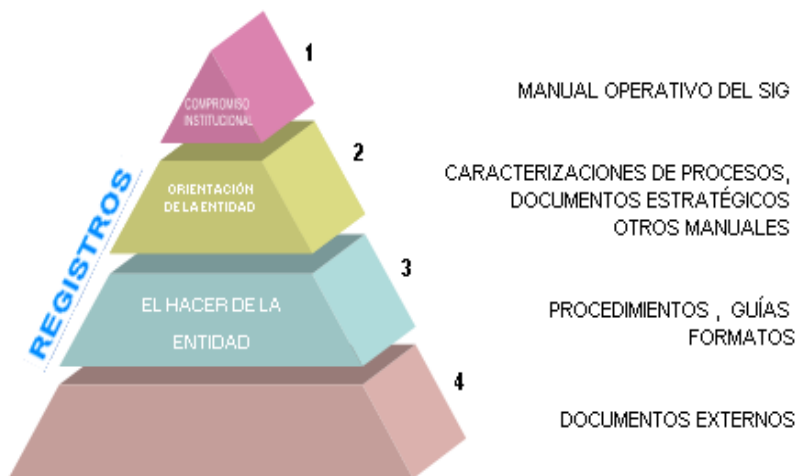 1
COMPROMISO
INSTITUCIONAL
MANUAL OPERATIVO DEL SIG
2
ORIENTACIÓN
DE LA ENTIDAD
CARACTERIZACIONES DE PROCESOS,
DOCUMENTOS ESTRATÉGICOS
OTROS MANUALES
REGISTROS
3
EL HACER DE LA
ENTIDAD
PROCEDIMIENTOS , GUÍAS
FORMATOS
4
DOCUMENTOS EXTERNOS